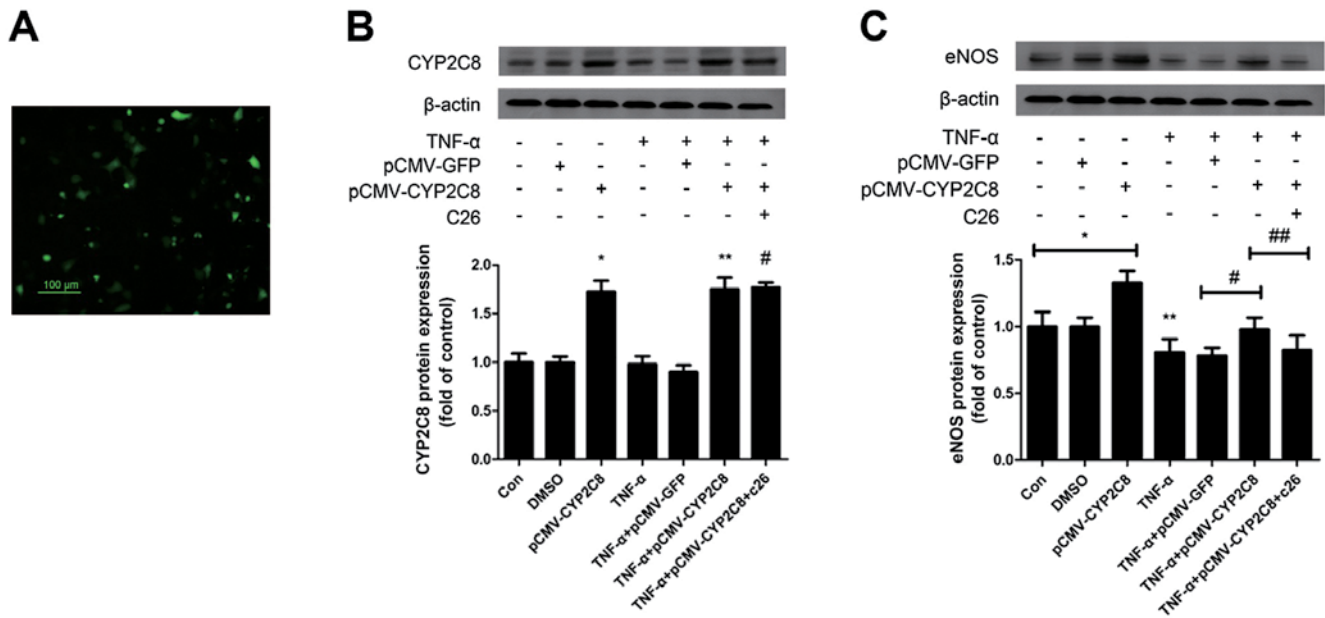 A
100 µm
B
CYP2C8
β-actin
TNF-α - - - + + + +
pCMV-GFP - + - - + - -
pCMV-CYP2C8 - - + - - + +
C26 - - - - - - +
CYP2C8 protein expression
(fold of control)
2.0
1.5
1.0
0.5
0.0
* ** #
Con
DMSO
pCMV-CYP2C8
TNF-α
TNF-α+pCMV-GFP
TNF-α+pCMV-CYP2C8
TNF-α+pCMV-CYP2C8+c26
C
eNOS
β-actin
TNF-α - - - + + + +
pCMV-GFP - + - - + - -
pCMV-CYP2C8 - - + - - + +
C26 - - - - - - +
eNOS protein expression
(fold of control)
1.5
1.0
0.5
0.0
* ** # ##
Con
DMSO
pCMV-CYP2C8
TNF-α
TNF-α+pCMV-GFP
TNF-α+pCMV-CYP2C8
TNF-α+pCMV-CYP2C8+c26